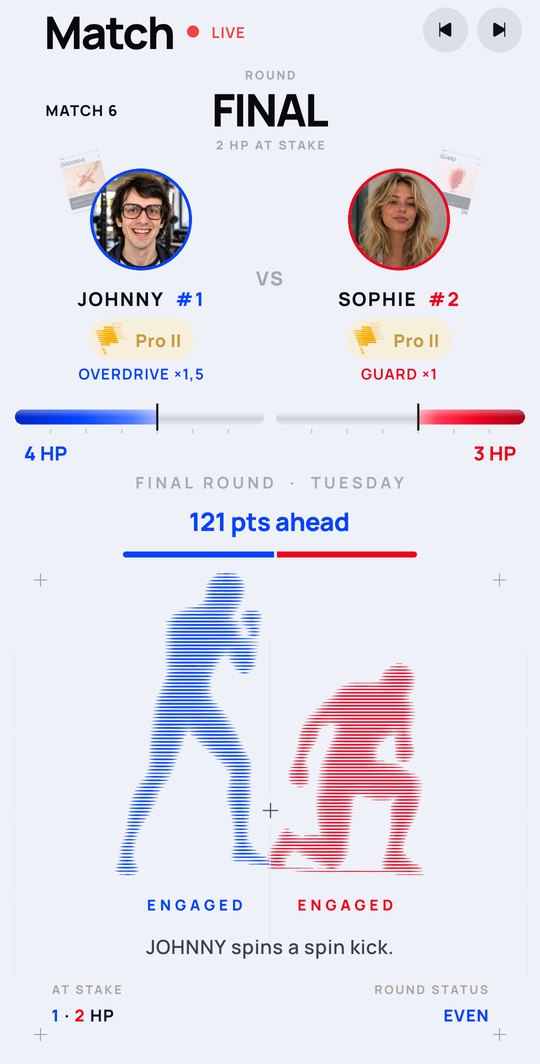 Match
LIVE
ROUND
MATCH 6
FINAL
2 HP AT STAKE
OVERDRIVE
GUARD
04
VS
JOHNNY #1
SOPHIE #2
Pro II
Pro II
OVERDRIVE ×1,5
GUARD ×1
4 HP
3 HP
FINAL ROUND · TUESDAY
121 pts ahead
ENGAGED
ENGAGED
JOHNNY spins a spin kick.
AT STAKE
ROUND STATUS
1 · 2 HP
EVEN